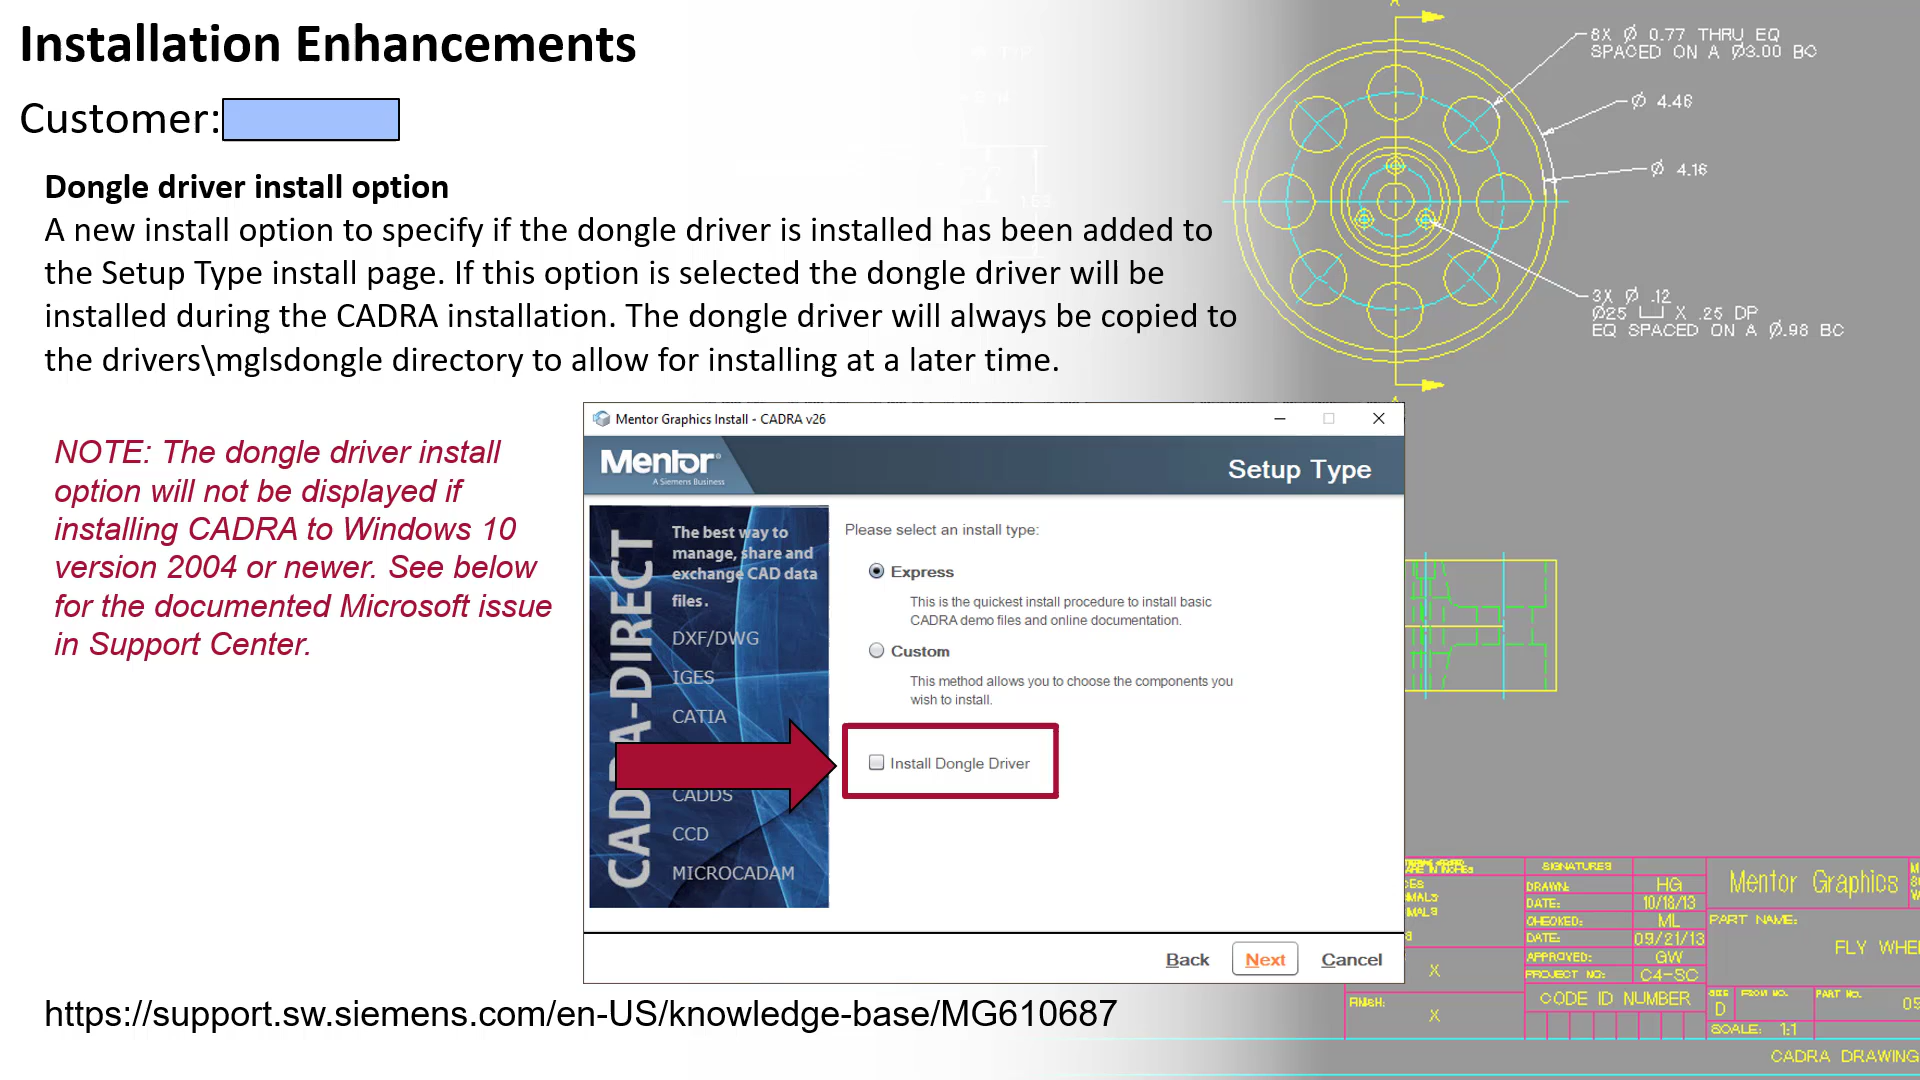 Installation Enhancements
Customer:
Dongle driver install option
A new install option to specify if the dongle driver is installed has been added to
the Setup Type install page. If this option is selected the dongle driver will be
installed during the CADRA installation. The dongle driver will always be copied to
the drivers\mglsdongle directory to allow for installing at a later time.
NOTE: The dongle driver install
option will not be displayed if
installing CADRA to Windows 10
version 2004 or newer. See below
for the documented Microsoft issue
in Support Center.
Mentor Graphics Install - CADRA v26
Mentor
A Siemens Business
Setup Type
CADRA-DIRECT
The best way to
manage, share and
exchange CAD data
files.
DXF/DWG
IGES
CATIA
CADDS
CCD
MICROCADAM
Please select an install type:
Express
This is the quickest install procedure to install basic
CADRA demo files and online documentation.
Custom
This method allows you to choose the components you
wish to install.
Install Dongle Driver
Back
Next
Cancel
https://support.sw.siemens.com/en-US/knowledge-base/MG610687
8X Ø 0.77 THRU EQ
SPACED ON A Ø3.00 BC
Ø 4.46
Ø 4.16
3X Ø .12
Ø25 ⌴ X .25 DP
EQ SPACED ON A Ø.98 BC
A
SIGNATURES
DRAWN: HG
DATE: 10/18/13
CHECKED: ML
DATE: 09/21/13
APPROVED: GW
PROJECT NO: C4-SC
CODE ID NUMBER
Mentor Graphics
PART NAME:
FLY WHE
SIZE
D
PART NO.
SCALE: 1:1
X
FINISH:
X
CADRA DRAWING